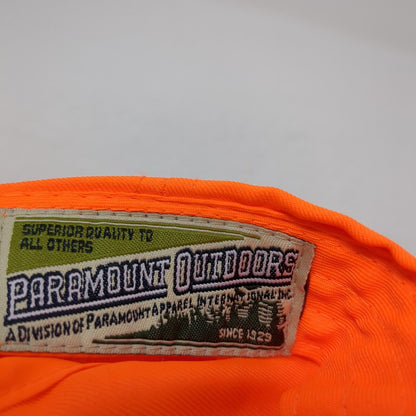 SUPERIOR QUALITY TO
ALL OTHERS
PARAMOUNT OUTDOORS
A DIVISION OF PARAMOUNT APPAREL INTERNATIONAL INC.
SINCE 1929